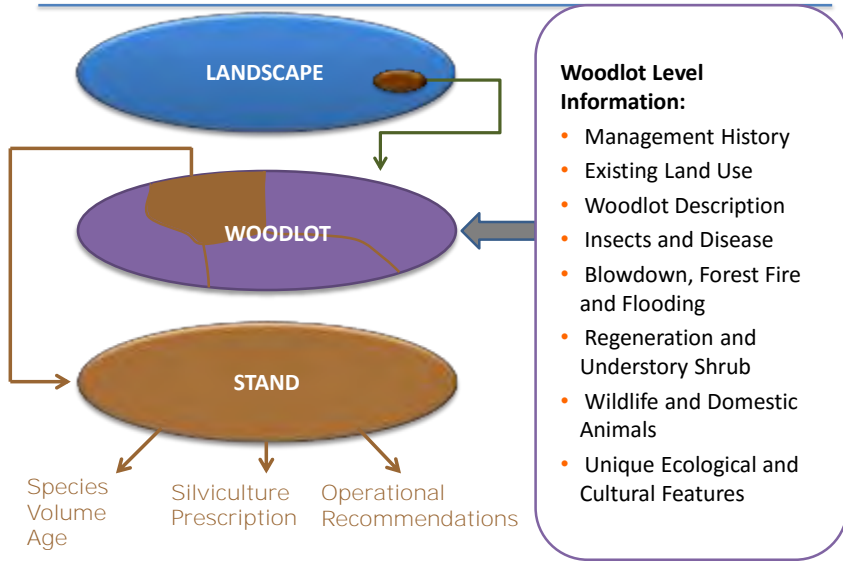 LANDSCAPE
WOODLOT
STAND
Species
Volume
Age
Silviculture
Prescription
Operational
Recommendations
Woodlot Level
Information:
• Management History
• Existing Land Use
• Woodlot Description
• Insects and Disease
• Blowdown, Forest Fire
and Flooding
• Regeneration and
Understory Shrub
• Wildlife and Domestic
Animals
• Unique Ecological and
Cultural Features